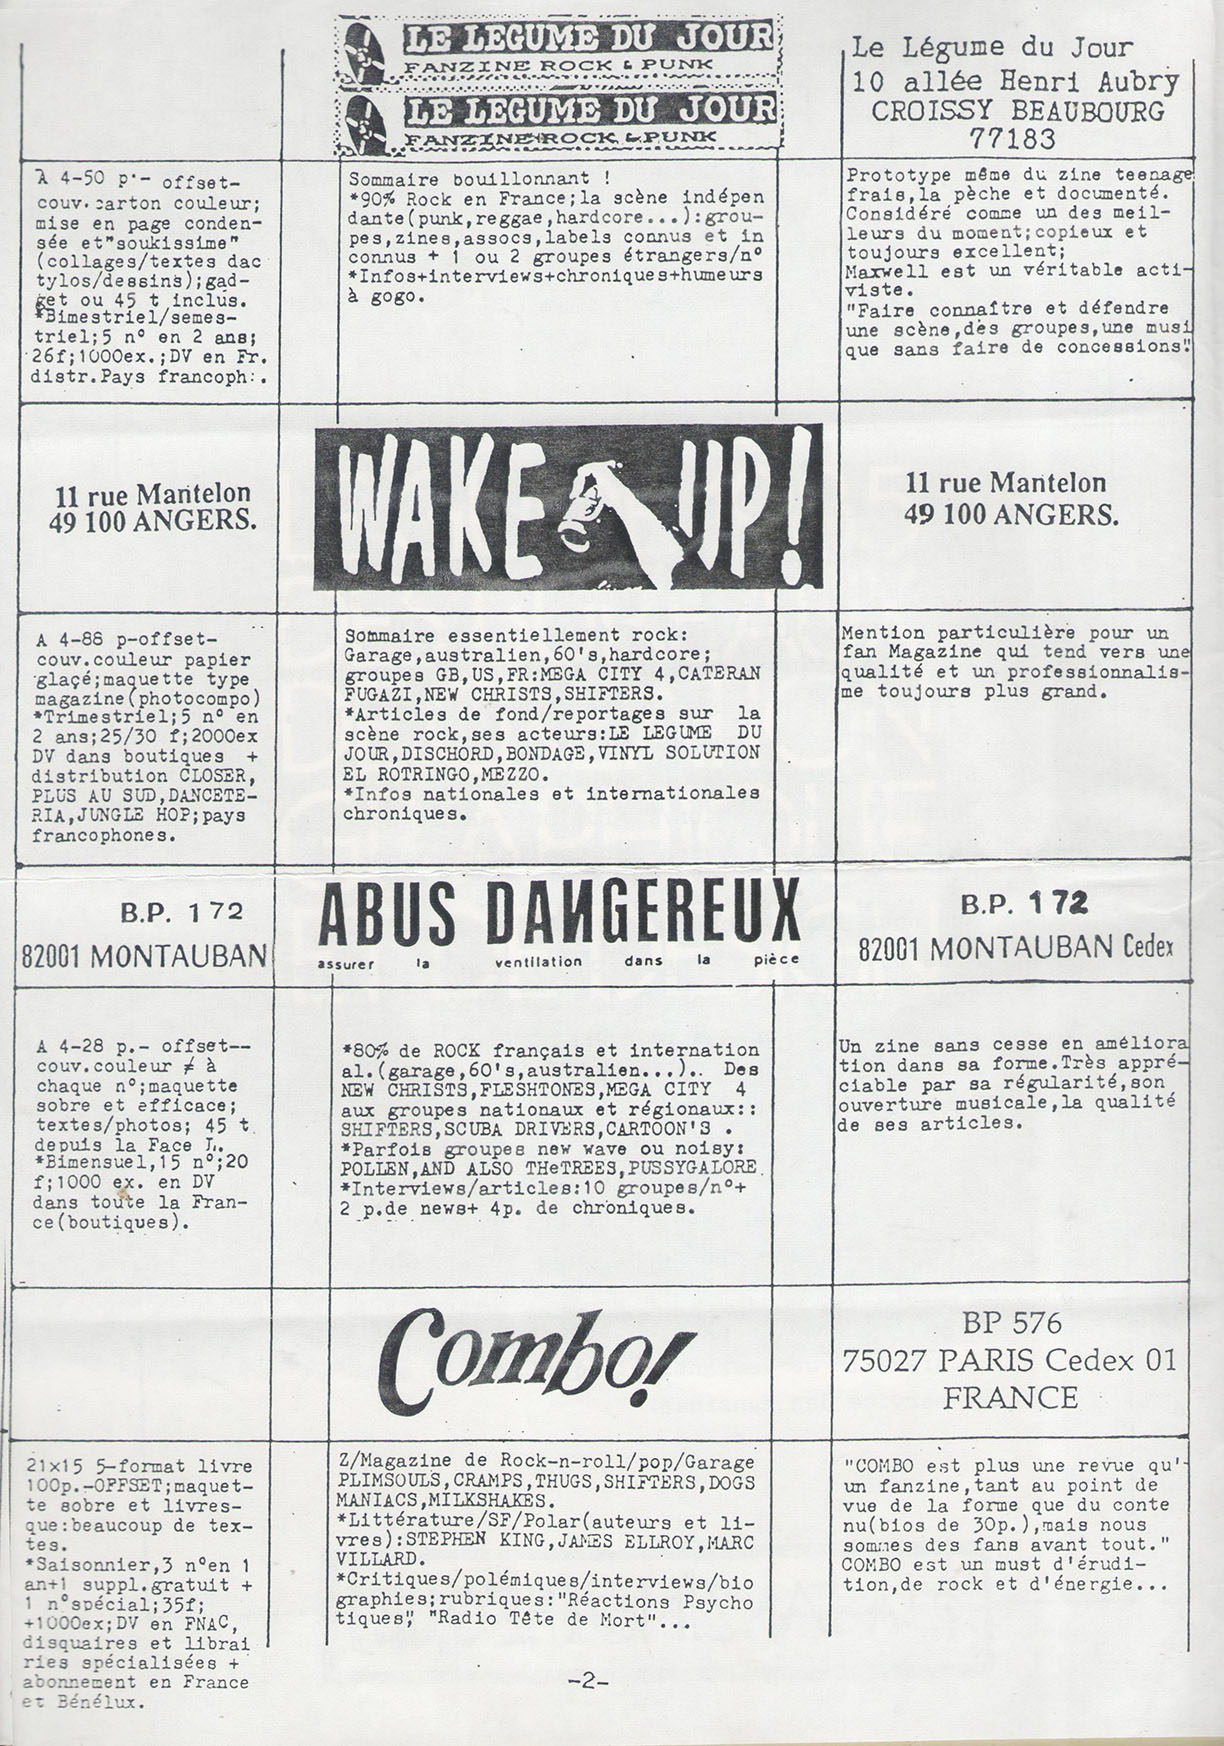 LE LEGUME DU JOUR
FANZINE ROCK & PUNK
LE LEGUME DU JOUR
FANZINE ROCK & PUNK
Le Légume du Jour
10 allée Henri Aubry
CROISSY BEAUBOURG
77183
A 4-50 p.- offset-
couv.carton couleur;
mise en page conden-
sée et"soukissime"
(collages/textes dac
tylos/dessins);gad-
get ou 45 t inclus.
*Bimestriel/semes-
triel;5 n° en 2 ans;
26f;1000ex.;DV en Fr.
distr.Pays francoph:.
Sommaire bouillonnant !
*90% Rock en France;la scène indépen
dante(punk,reggae,hardcore...):grou-
pes,zines,assocs,labels connus et in
connus + 1 ou 2 groupes étrangers/n°
*Infos+interviews+chroniques+humeurs
à gogo.
Prototype même du zine teenage
frais,la pèche et documenté.
Considéré comme un des meil-
leurs du moment;copieux et
toujours excellent;
Maxwell est un véritable acti-
viste.
"Faire connaître et défendre
une scène,des groupes,une musi
que sans faire de concessions"
11 rue Mantelon
49 100 ANGERS.
WAKE UP!
11 rue Mantelon
49 100 ANGERS.
A 4-88 p-offset-
couv.couleur papier
glaçé;maquette type
magazine(photocompo)
*Trimestriel;5 n° en
2 ans;25/30 f;2000ex
DV dans boutiques +
distribution CLOSER,
PLUS AU SUD,DANCETE-
RIA,JUNGLE HOP;pays
francophones.
Sommaire essentiellement rock:
Garage,australien,60's,hardcore;
groupes GB,US,FR:MEGA CITY 4,CATERAN
FUGAZI,NEW CHRISTS,SHIFTERS.
*Articles de fond/reportages sur la
scène rock,ses acteurs:LE LEGUME DU
JOUR,DISCHORD,BONDAGE,VINYL SOLUTION
EL ROTRINGO,MEZZO.
*Infos nationales et internationales
chroniques.
Mention particulière pour un
fan Magazine qui tend vers une
qualité et un professionnalis-
me toujours plus grand.
B.P. 172
82001 MONTAUBAN
ABUS DANGEREUX
assurer la ventilation dans la pièce
B.P. 172
82001 MONTAUBAN Cedex
A 4-28 p.- offset--
couv.couleur ≠ à
chaque n°;maquette
sobre et efficace;
textes/photos; 45 t
depuis la Face L.
*Bimensuel,15 n°;20
f;1000 ex. en DV
dans toute la Fran-
ce(boutiques).
*80% de ROCK français et internation
al.(garage,60's,australien...).. Des
NEW CHRISTS,FLESHTONES,MEGA CITY 4
aux groupes nationaux et régionaux::
SHIFTERS,SCUBA DRIVERS,CARTOON'S .
*Parfois groupes new wave ou noisy:
POLLEN,AND ALSO THeTREES,PUSSYGALORE.
*Interviews/articles:10 groupes/n°+
2 p.de news+ 4p. de chroniques.
Un zine sans cesse en améliora
tion dans sa forme.Très appré-
ciable par sa régularité,son
ouverture musicale,la qualité
de ses articles.
Combo!
BP 576
75027 PARIS Cedex 01
FRANCE
21x15 5-format livre
100p.-OFFSET;maquet-
te sobre et livres-
que:beaucoup de tex-
tes.
*Saisonnier,3 n°en 1
an+1 suppl.gratuit +
1 n°spécial;35f;
+1000ex;DV en FNAC,
disquaires et librai
ries spécialisées +
abonnement en France
et Bénélux.
Z/Magazine de Rock-n-roll/pop/Garage
PLIMSOULS,CRAMPS,THUGS,SHIFTERS,DOGS
MANIACS,MILKSHAKES.
*Littérature/SF/Polar(auteurs et li-
vres):STEPHEN KING,JAMES ELLROY,MARC
VILLARD.
*Critiques/polémiques/interviews/bio
graphies;rubriques:"Réactions Psycho
tiques", "Radio Tête de Mort"...
"COMBO est plus une revue qu'
un fanzine,tant au point de
vue de la forme que du conte
nu(bios de 30p.),mais nous
sommes des fans avant tout."
COMBO est un must d'érudi-
tion,de rock et d'énergie...
-2-